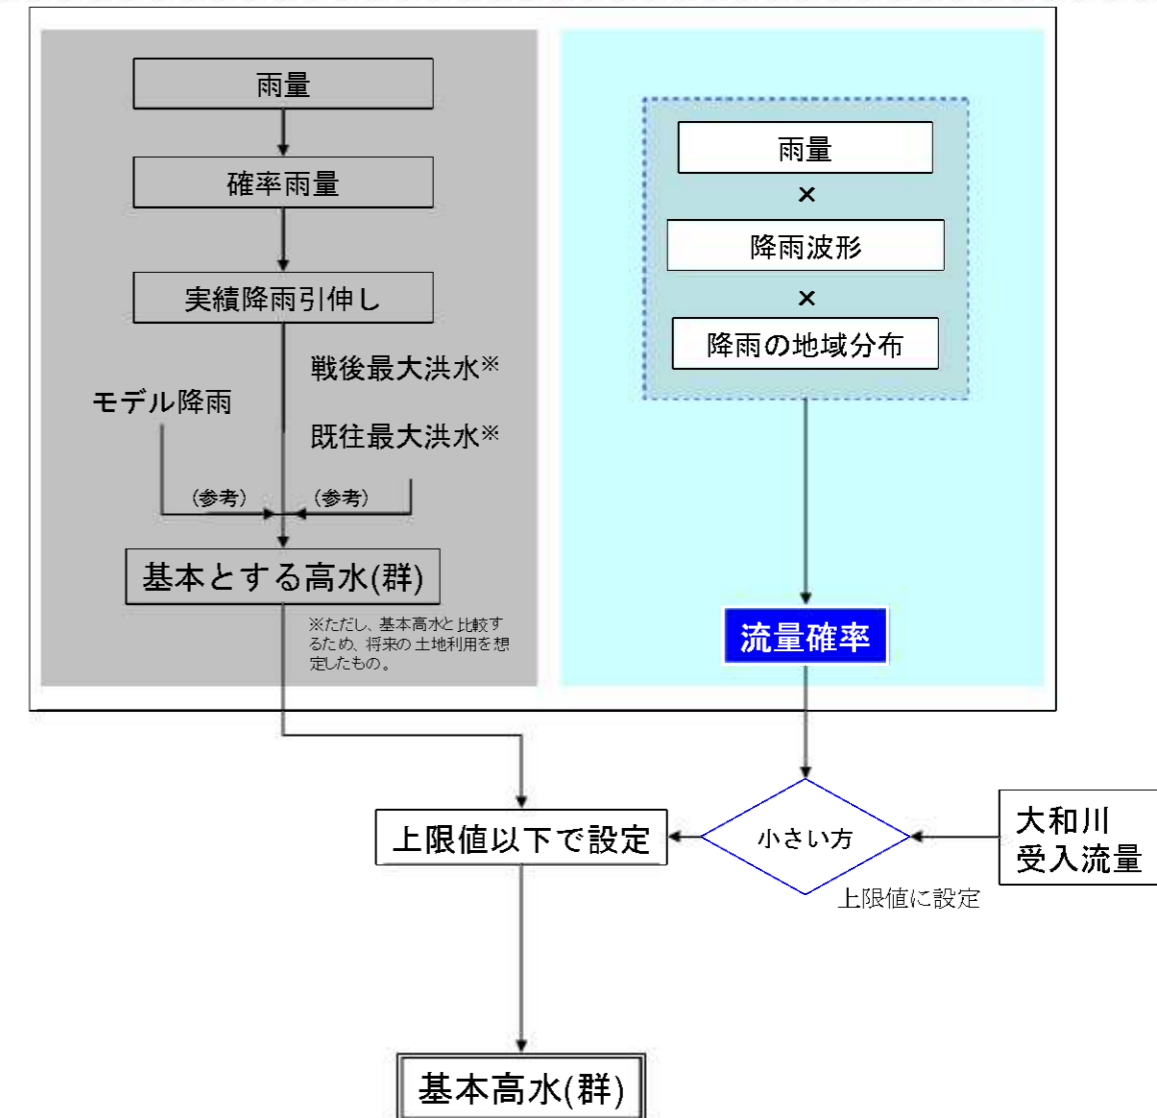 雨量
確率雨量
実績降雨引伸し
戦後最大洪水※
モデル降雨
既往最大洪水※
(参考)
(参考)
基本とする高水(群)
※ただし、基本高水と比較す
るため、将来の土地利用を想
定したもの。
雨量
×
降雨波形
×
降雨の地域分布
流量確率
上限値以下で設定
小さい方
大和川
受入流量
上限値に設定
基本高水(群)